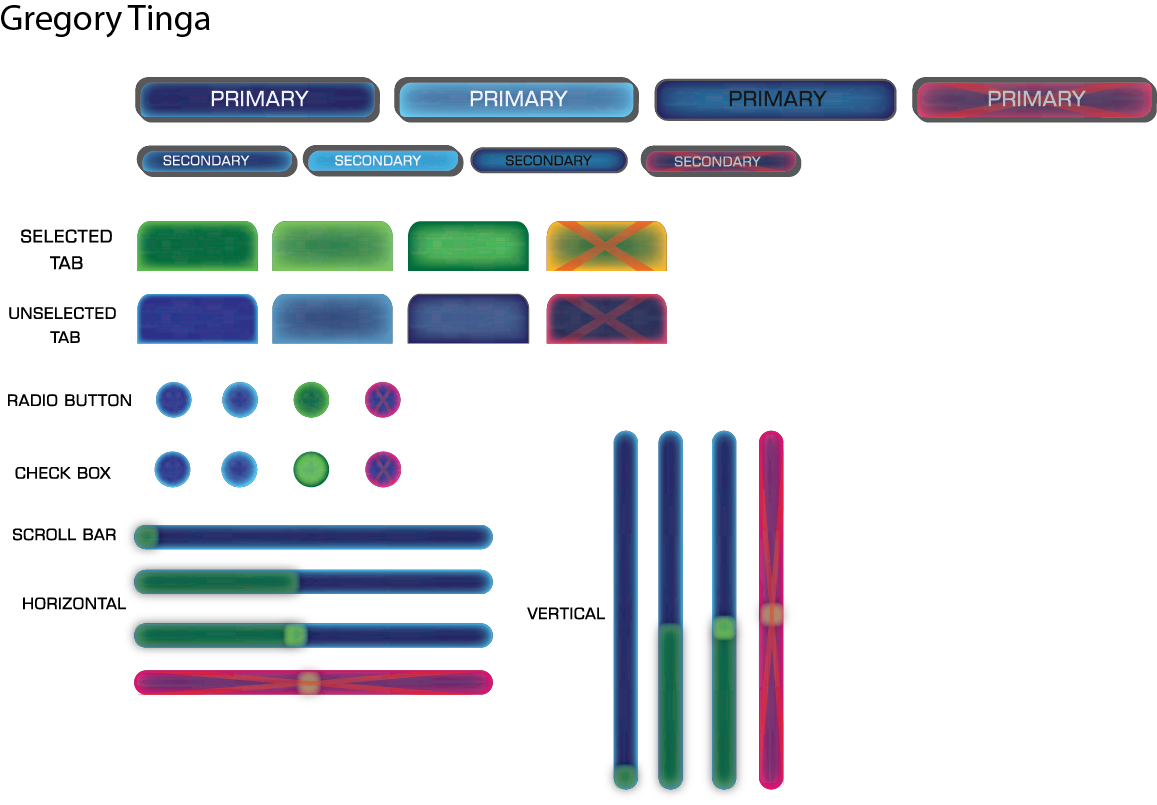 Gregory Tinga
PRIMARY PRIMARY PRIMARY PRIMARY
SECONDARY SECONDARY SECONDARY SECONDARY
SELECTED
TAB
UNSELECTED
TAB
RADIO BUTTON
CHECK BOX
SCROLL BAR
HORIZONTAL
VERTICAL